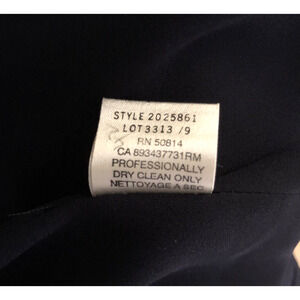 STYLE 2025861
LOT3313 /9
RN 50814
CA 893437731RM
PROFESSIONALLY
DRY CLEAN ONLY
NETTOYAGE A SEC